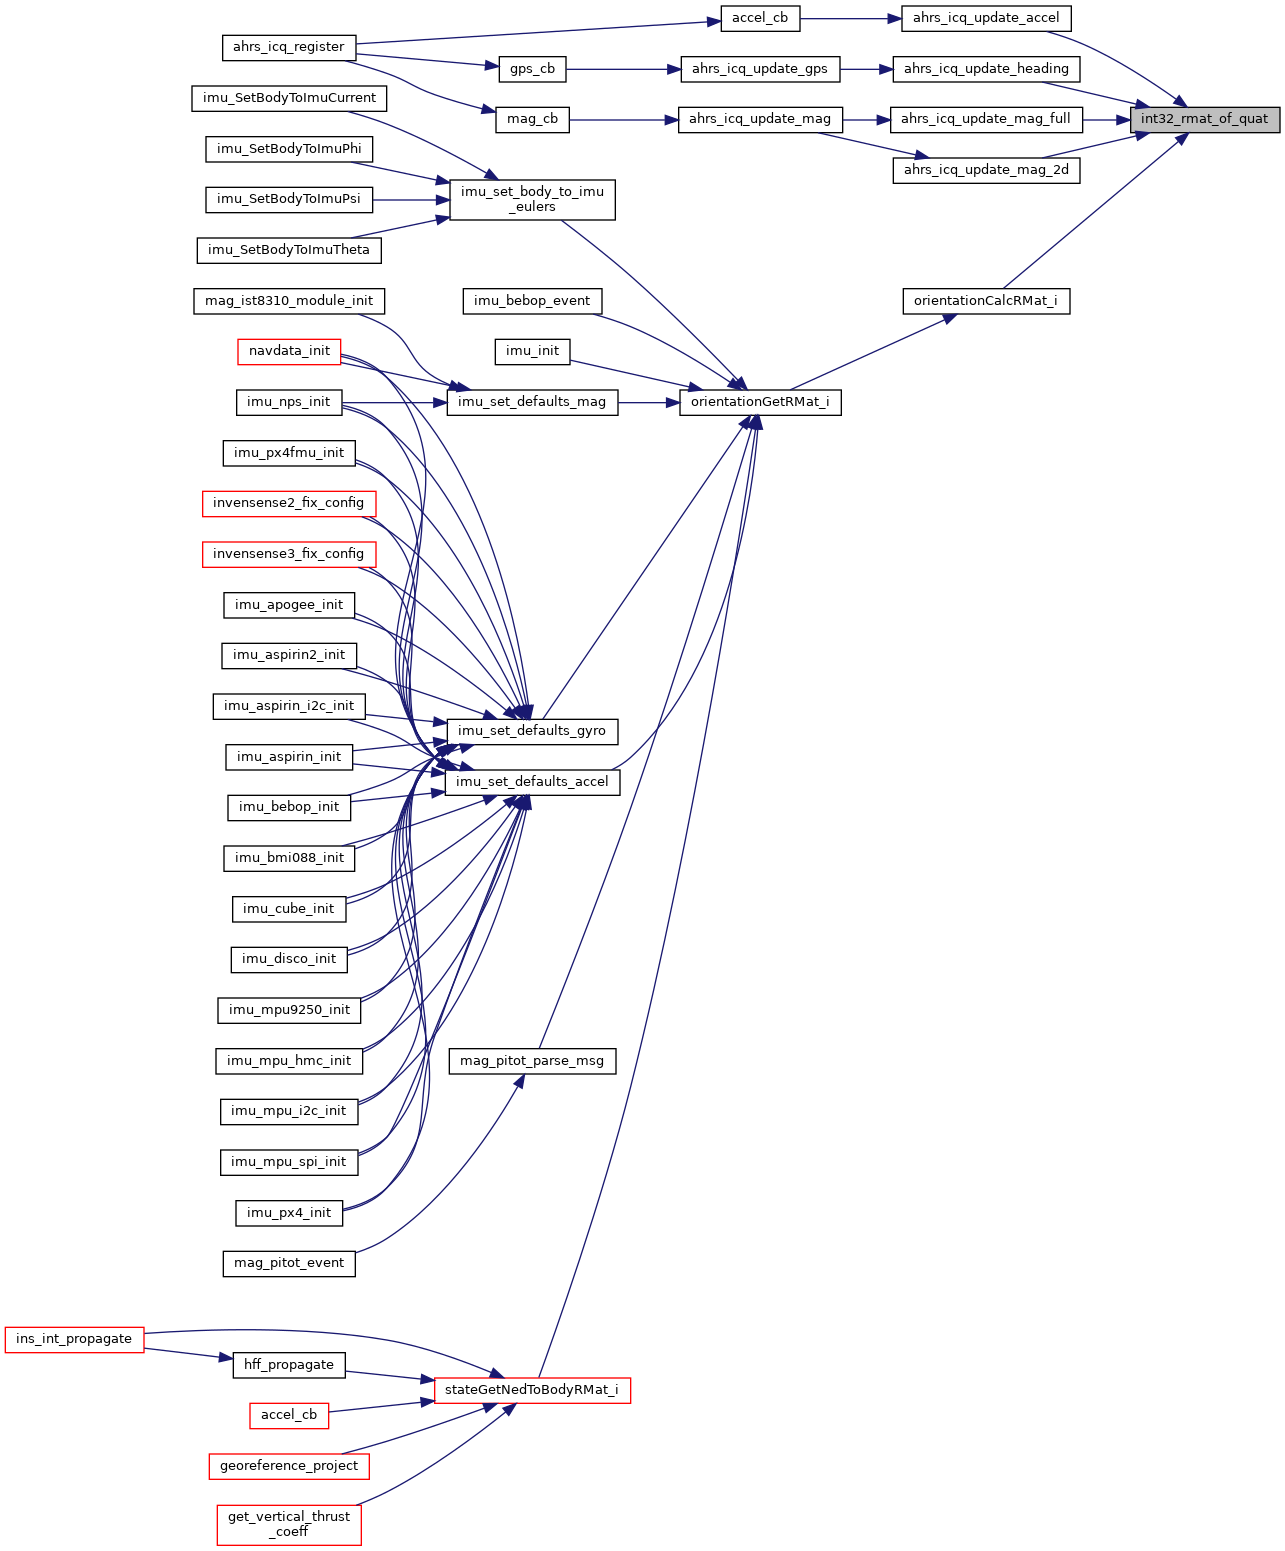 accel_cb
ahrs_icq_update_accel
ahrs_icq_register
gps_cb
ahrs_icq_update_gps
ahrs_icq_update_heading
imu_SetBodyToImuCurrent
mag_cb
ahrs_icq_update_mag
ahrs_icq_update_mag_full
int32_rmat_of_quat
imu_SetBodyToImuPhi
ahrs_icq_update_mag_2d
imu_SetBodyToImuPsi
imu_set_body_to_imu
_eulers
imu_SetBodyToImuTheta
mag_ist8310_module_init
imu_bebop_event
orientationCalcRMat_i
navdata_init
imu_init
imu_nps_init
imu_set_defaults_mag
orientationGetRMat_i
imu_px4fmu_init
invensense2_fix_config
invensense3_fix_config
imu_apogee_init
imu_aspirin2_init
imu_aspirin_i2c_init
imu_set_defaults_gyro
imu_aspirin_init
imu_set_defaults_accel
imu_bebop_init
imu_bmi088_init
imu_cube_init
imu_disco_init
imu_mpu9250_init
imu_mpu_hmc_init
mag_pitot_parse_msg
imu_mpu_i2c_init
imu_mpu_spi_init
imu_px4_init
mag_pitot_event
ins_int_propagate
hff_propagate
stateGetNedToBodyRMat_i
accel_cb
georeference_project
get_vertical_thrust
_coeff